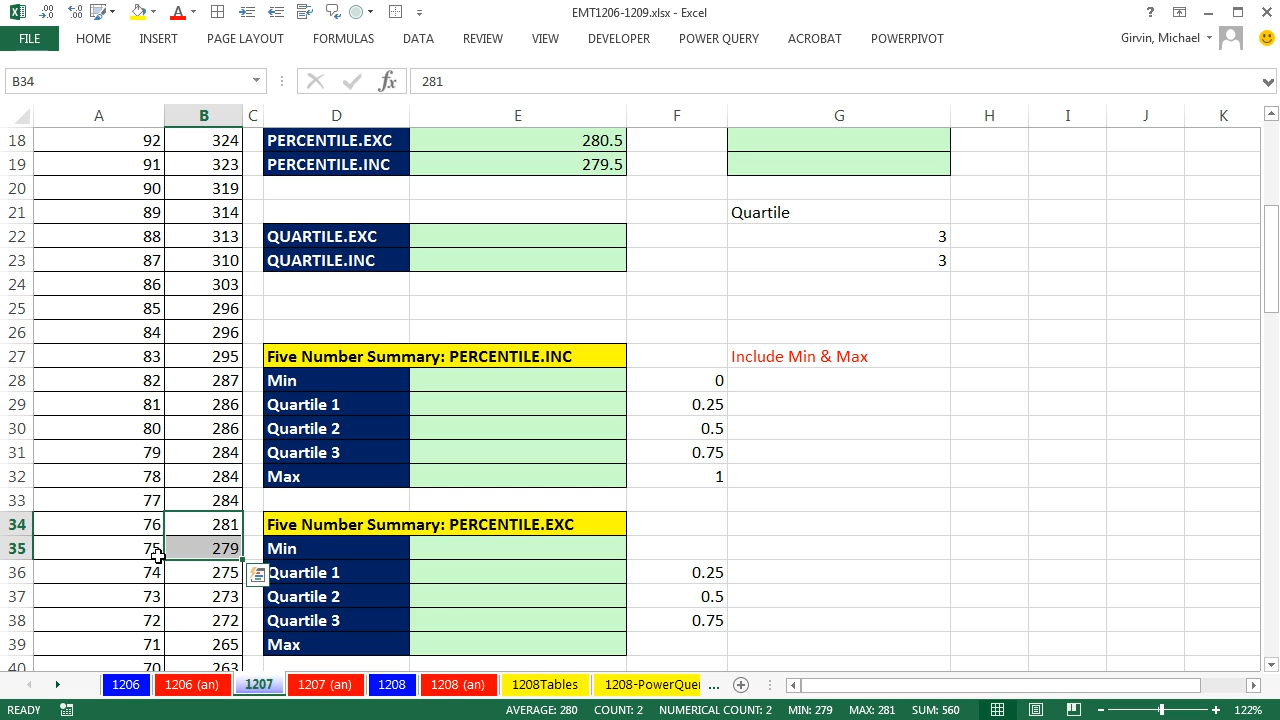 EMT1206-1209.xlsx - Excel
FILE HOME INSERT PAGE LAYOUT FORMULAS DATA REVIEW VIEW DEVELOPER POWER QUERY ACROBAT POWERPIVOT Girvin, Michael
B34 fx 281
A B C D E F G H I J K
18 92 324 PERCENTILE.EXC 280.5
19 91 323 PERCENTILE.INC 279.5
20 90 319
21 89 314 Quartile
22 88 313 QUARTILE.EXC 3
23 87 310 QUARTILE.INC 3
24 86 303
25 85 296
26 84 296
27 83 295 Five Number Summary: PERCENTILE.INC Include Min & Max
28 82 287 Min 0
29 81 286 Quartile 1 0.25
30 80 286 Quartile 2 0.5
31 79 284 Quartile 3 0.75
32 78 284 Max 1
33 77 284
34 76 281 Five Number Summary: PERCENTILE.EXC
35 75 279 Min
36 74 275 Quartile 1 0.25
37 73 273 Quartile 2 0.5
38 72 272 Quartile 3 0.75
39 71 265 Max
40 70 263
1206 1206 (an) 1207 1207 (an) 1208 1208 (an) 1208Tables 1208-PowerQuer ...
READY AVERAGE: 280 COUNT: 2 NUMERICAL COUNT: 2 MIN: 279 MAX: 281 SUM: 560 122%